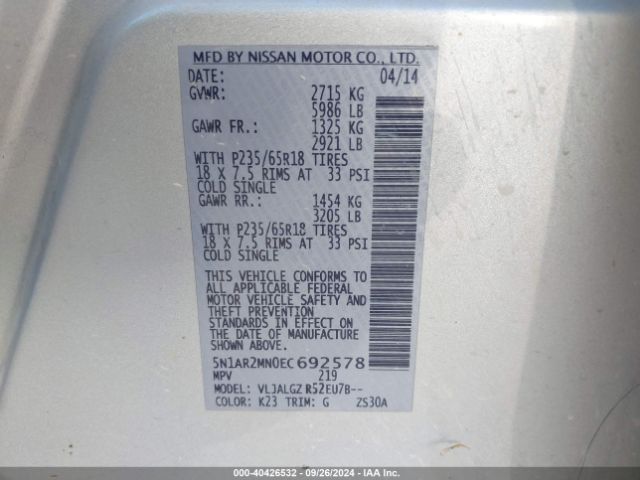 MFD BY NISSAN MOTOR CO., LTD.
DATE: 04/14
GVWR: 2715 KG
5986 LB
GAWR FR.: 1325 KG
2921 LB
WITH P235/65R18 TIRES
18 X 7.5 RIMS AT 33 PSI
COLD SINGLE
GAWR RR.: 1454 KG
3205 LB
WITH P235/65R18 TIRES
18 X 7.5 RIMS AT 33 PSI
COLD SINGLE
THIS VEHICLE CONFORMS TO
ALL APPLICABLE FEDERAL
MOTOR VEHICLE SAFETY AND
THEFT PREVENTION
STANDARDS IN EFFECT ON
THE DATE OF MANUFACTURE
SHOWN ABOVE.
5N1AR2MN0EC692578
MPV 219
MODEL: VLJALGZ R52EU7B--
COLOR: K23 TRIM: G ZS30A
000-40426532 - 09/26/2024 - IAA Inc.